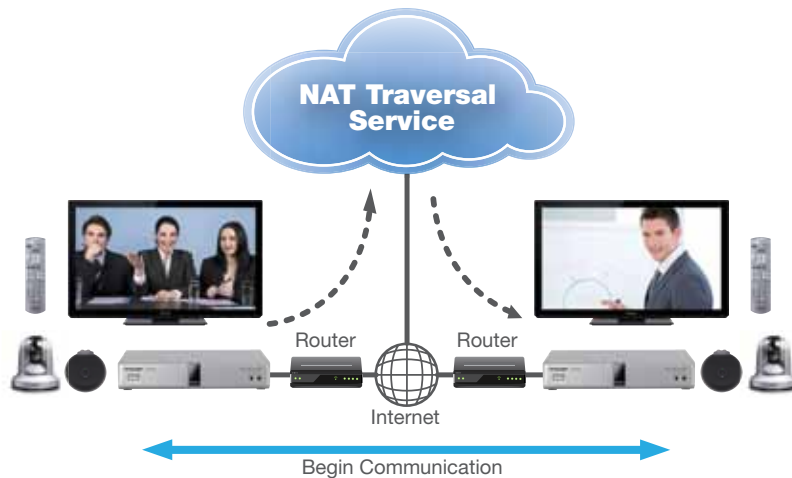 NAT Traversal
Service
Router
Router
Internet
Begin Communication